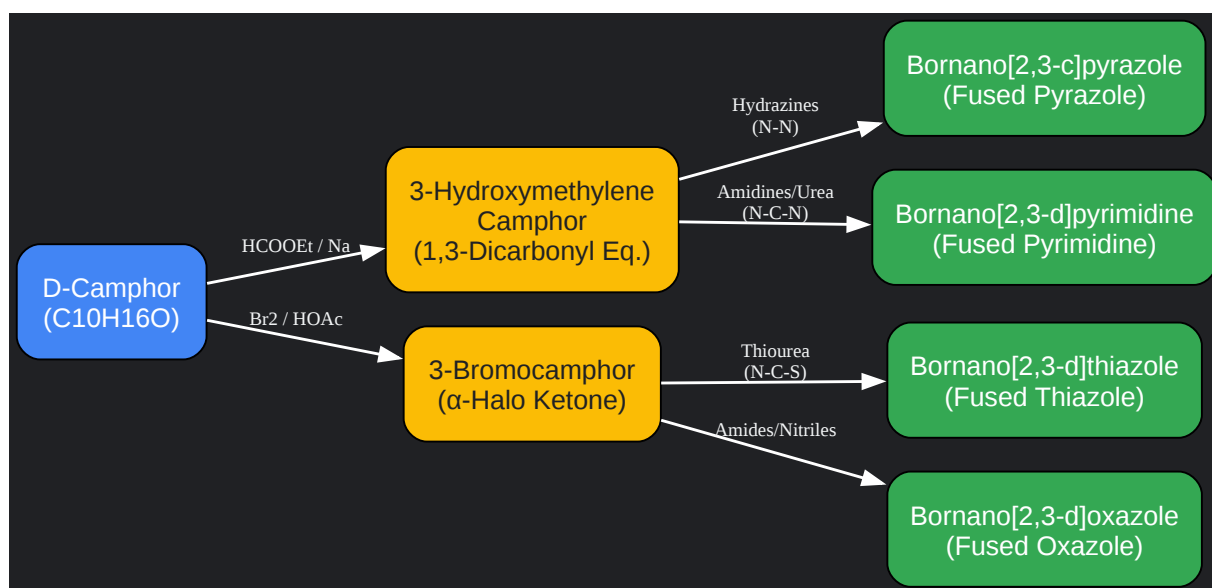 D-Camphor
(C10H16O)
HCOOEt / Na
Br2 / HOAc
3-Hydroxymethylene
Camphor
(1,3-Dicarbonyl Eq.)
3-Bromocamphor
(α-Halo Ketone)
Hydrazines
(N-N)
Amidines/Urea
(N-C-N)
Thiourea
(N-C-S)
Amides/Nitriles
Bornano[2,3-c]pyrazole
(Fused Pyrazole)
Bornano[2,3-d]pyrimidine
(Fused Pyrimidine)
Bornano[2,3-d]thiazole
(Fused Thiazole)
Bornano[2,3-d]oxazole
(Fused Oxazole)